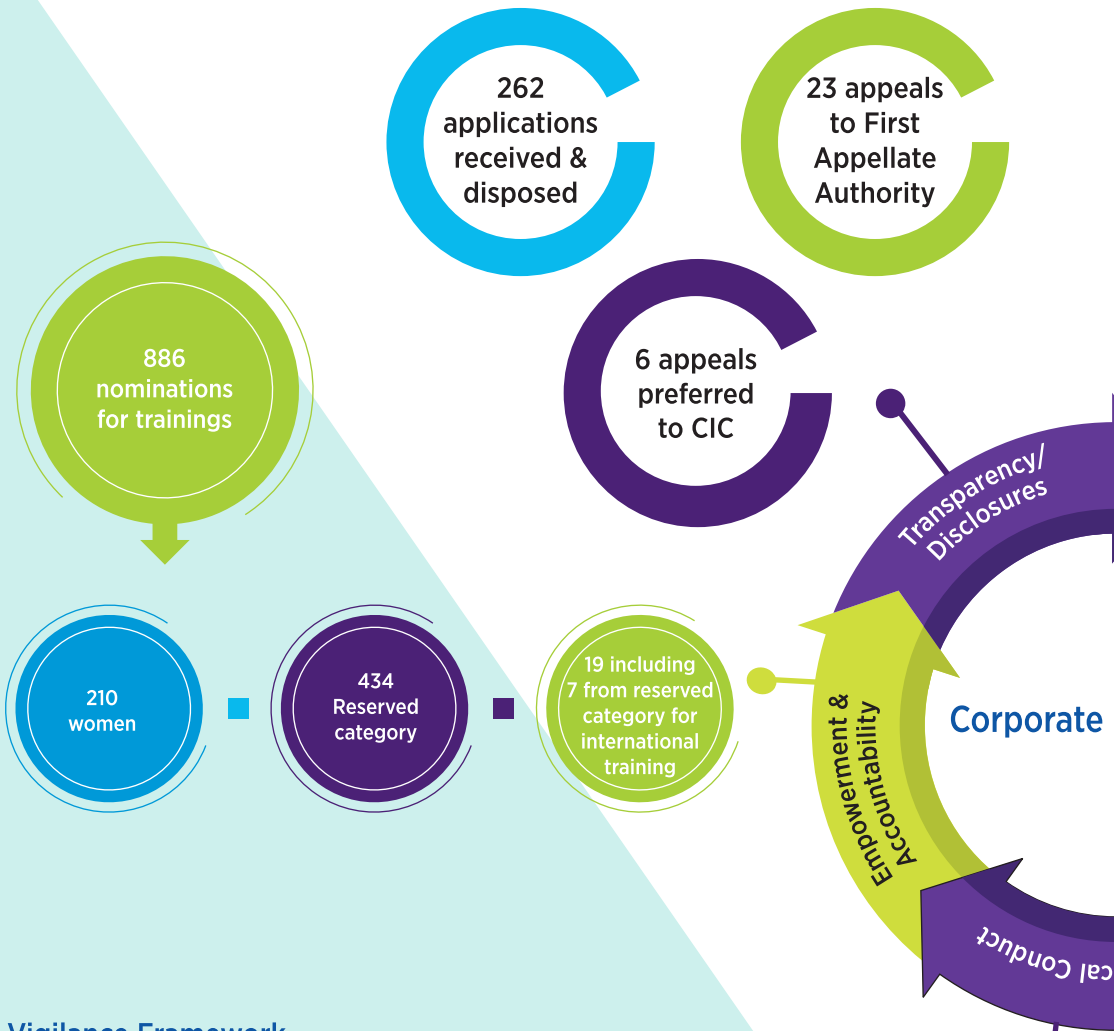 262
applications
received &
disposed
23 appeals
to First
Appellate
Authority
6 appeals
preferred
to CIC
886
nominations
for trainings
210
women
434
Reserved
category
19 including
7 from reserved
category for
international
training
Transparency/
Disclosures
Empowerment &
Accountability
Corporate
cal Conduct
Vigilance Framework